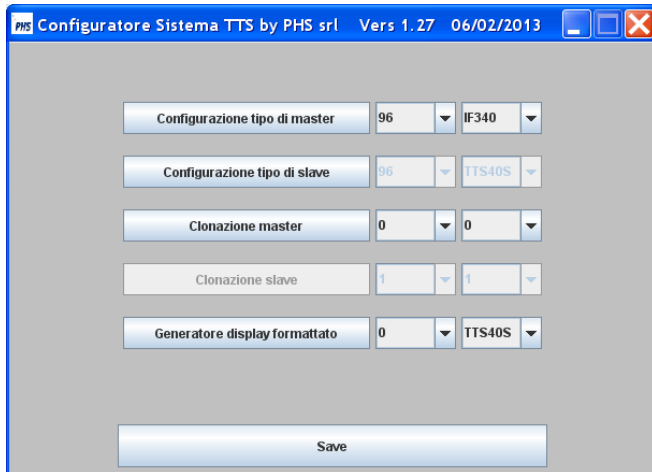 PHS Configuratore Sistema TTS by PHS srl Vers 1.27 06/02/2013
Configurazione tipo di master 96 IF340
Configurazione tipo di slave 96 TTS40S
Clonazione master 0 0
Clonazione slave 1 1
Generatore display formattato 0 TTS40S
Save